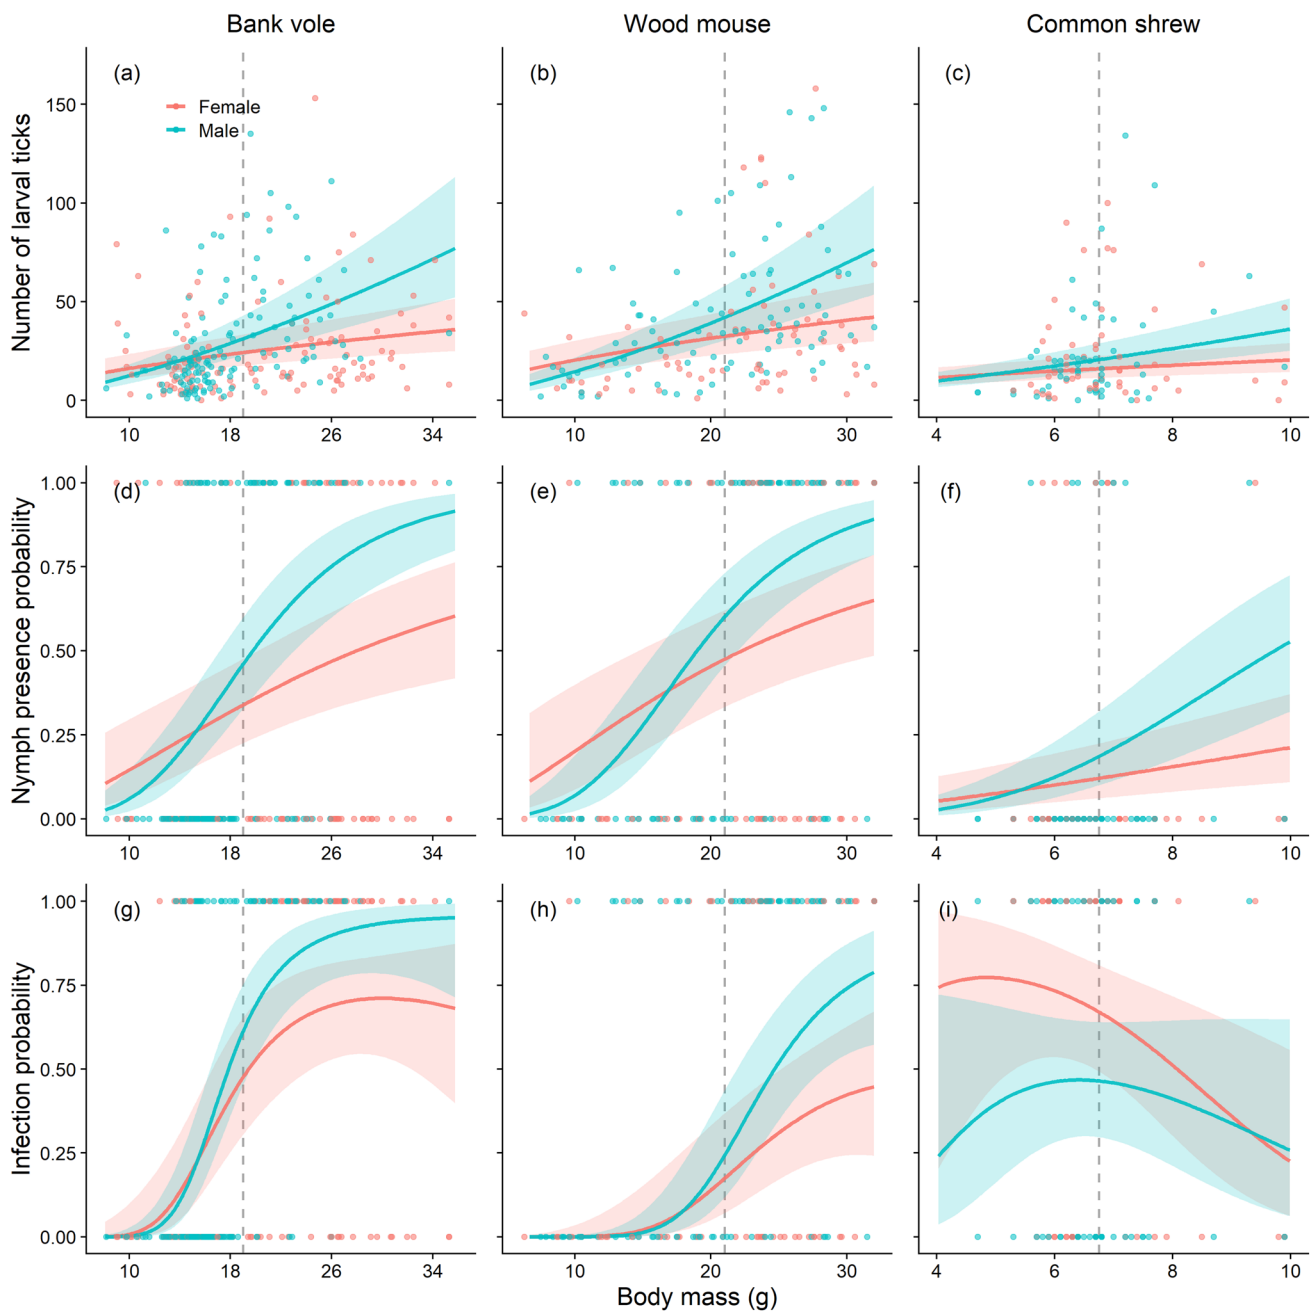 Bank vole Wood mouse Common shrew
(a) (b) (c)
Female
Male
Number of larval ticks
150
100
50
0
10 18 26 34 10 20 30 4 6 8 10
(d) (e) (f)
Nymph presence probability
1.00
0.75
0.50
0.25
0.00
10 18 26 34 10 20 30 4 6 8 10
(g) (h) (i)
Infection probability
1.00
0.75
0.50
0.25
0.00
10 18 26 34 10 20 30 4 6 8 10
Body mass (g)